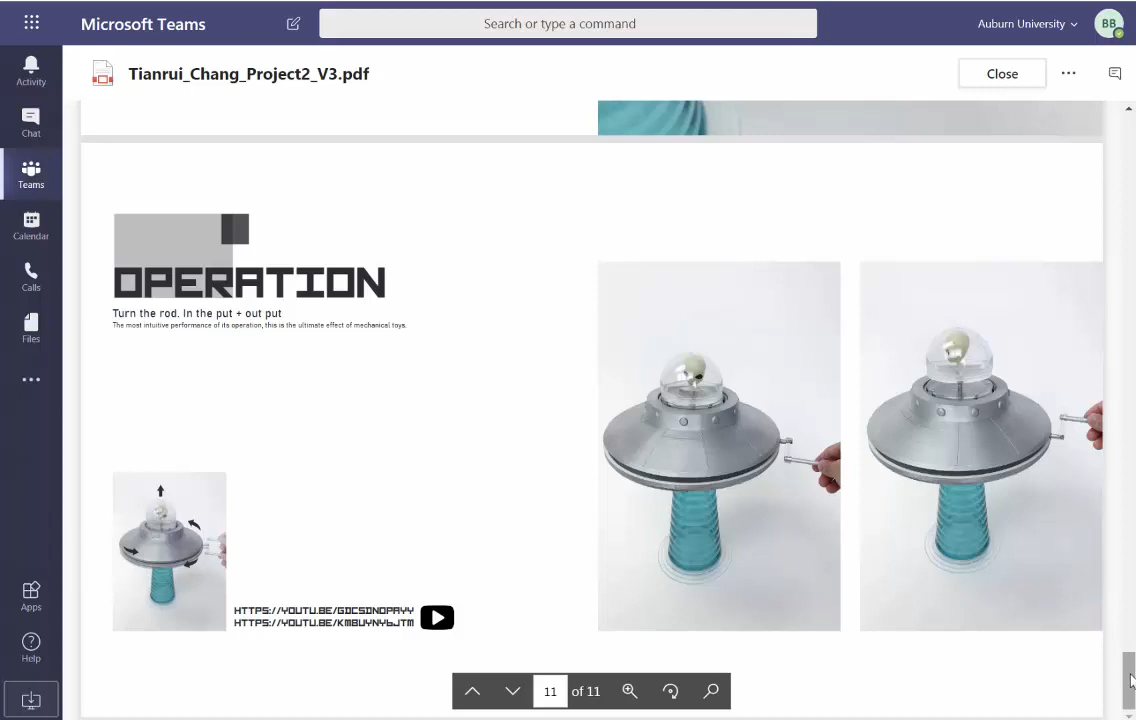 Microsoft Teams
Search or type a command
Auburn University
BB
Activity
Chat
Teams
Calendar
Calls
Files
Apps
Help
Tianrui_Chang_Project2_V3.pdf
Close
OPERATION
Turn the rod. In the put + out put
The most intuitive performance of its operation, this is the ultimate effect of mechanical toys.
11 of 11